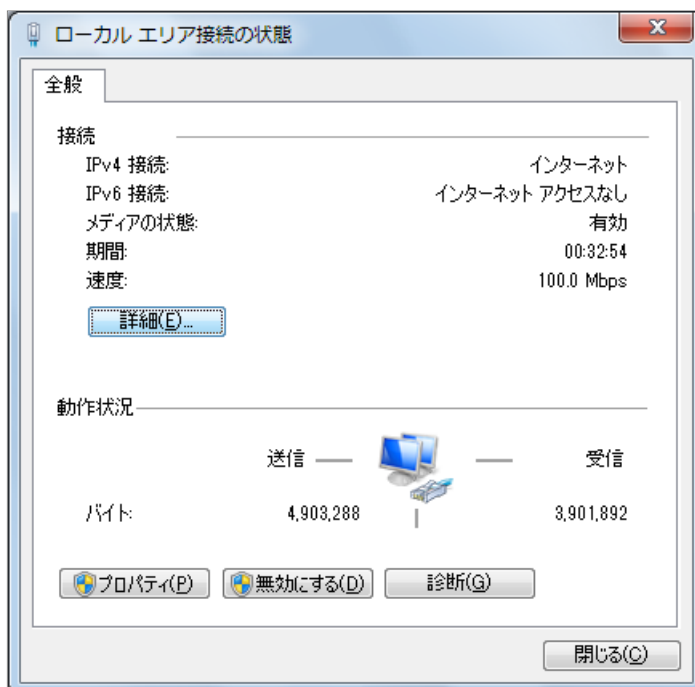 ローカル エリア接続の状態
全般
接続
IPv4 接続: インターネット
IPv6 接続: インターネット アクセスなし
メディアの状態: 有効
期間: 00:32:54
速度: 100.0 Mbps
詳細(E)...
動作状況
送信 受信
バイト: 4,903,288 3,901,892
プロパティ(P) 無効にする(D) 診断(G)
閉じる(C)